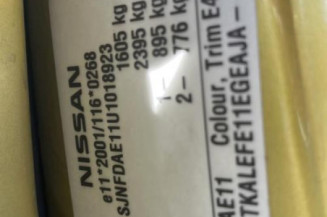 NISSAN
e11*2001/116*0268
SJNFDAE11U1018923
1605 kg
2395 kg
1- 895 kg
2- 776 kg
AE11 Colour, Trim E4
TKALEFE11EGEAJA-